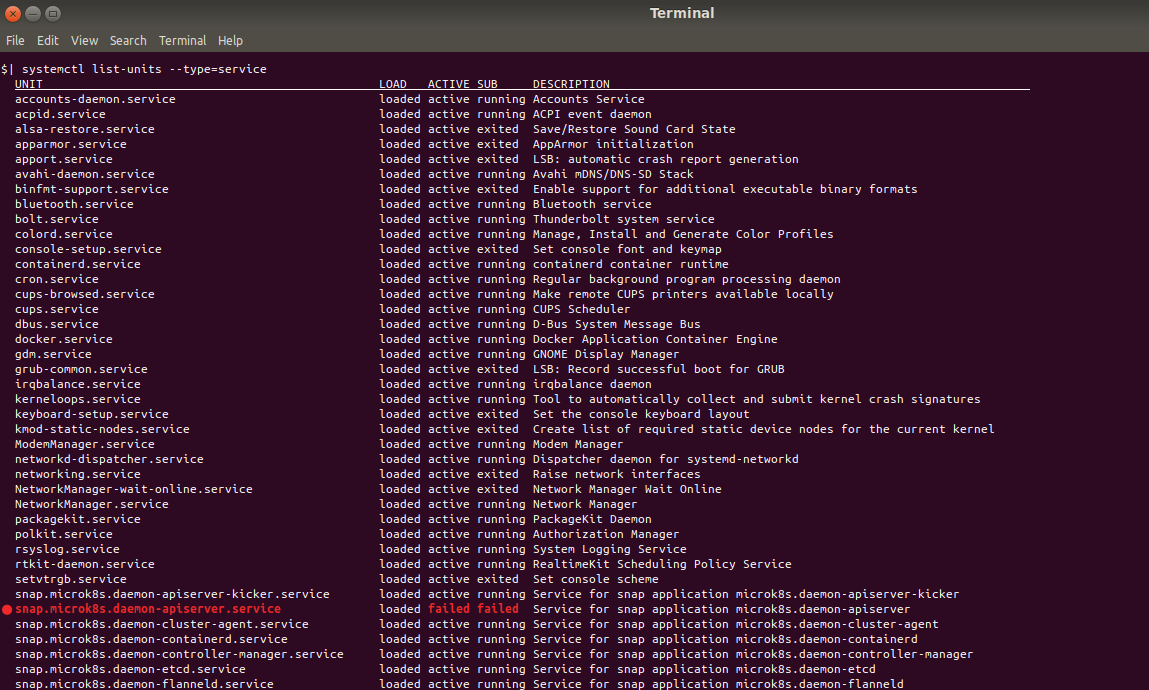 Terminal
File Edit View Search Terminal Help
$| systemctl list-units --type=service
UNIT LOAD ACTIVE SUB DESCRIPTION
accounts-daemon.service loaded active running Accounts Service
acpid.service loaded active running ACPI event daemon
alsa-restore.service loaded active exited Save/Restore Sound Card State
apparmor.service loaded active exited AppArmor initialization
apport.service loaded active exited LSB: automatic crash report generation
avahi-daemon.service loaded active running Avahi mDNS/DNS-SD Stack
binfmt-support.service loaded active exited Enable support for additional executable binary formats
bluetooth.service loaded active running Bluetooth service
bolt.service loaded active running Thunderbolt system service
colord.service loaded active running Manage, Install and Generate Color Profiles
console-setup.service loaded active exited Set console font and keymap
containerd.service loaded active running containerd container runtime
cron.service loaded active running Regular background program processing daemon
cups-browsed.service loaded active running Make remote CUPS printers available locally
cups.service loaded active running CUPS Scheduler
dbus.service loaded active running D-Bus System Message Bus
docker.service loaded active running Docker Application Container Engine
gdm.service loaded active running GNOME Display Manager
grub-common.service loaded active exited LSB: Record successful boot for GRUB
irqbalance.service loaded active running irqbalance daemon
kerneloops.service loaded active running Tool to automatically collect and submit kernel crash signatures
keyboard-setup.service loaded active exited Set the console keyboard layout
kmod-static-nodes.service loaded active exited Create list of required static device nodes for the current kernel
ModemManager.service loaded active running Modem Manager
networkd-dispatcher.service loaded active running Dispatcher daemon for systemd-networkd
networking.service loaded active exited Raise network interfaces
NetworkManager-wait-online.service loaded active exited Network Manager Wait Online
NetworkManager.service loaded active running Network Manager
packagekit.service loaded active running PackageKit Daemon
polkit.service loaded active running Authorization Manager
rsyslog.service loaded active running System Logging Service
rtkit-daemon.service loaded active running RealtimeKit Scheduling Policy Service
setvtrgb.service loaded active exited Set console scheme
snap.microk8s.daemon-apiserver-kicker.service loaded active running Service for snap application microk8s.daemon-apiserver-kicker
● snap.microk8s.daemon-apiserver.service loaded failed failed Service for snap application microk8s.daemon-apiserver
snap.microk8s.daemon-cluster-agent.service loaded active running Service for snap application microk8s.daemon-cluster-agent
snap.microk8s.daemon-containerd.service loaded active running Service for snap application microk8s.daemon-containerd
snap.microk8s.daemon-controller-manager.service loaded active running Service for snap application microk8s.daemon-controller-manager
snap.microk8s.daemon-etcd.service loaded active running Service for snap application microk8s.daemon-etcd
snap.microk8s.daemon-flanneld.service loaded active running Service for snap application microk8s.daemon-flanneld